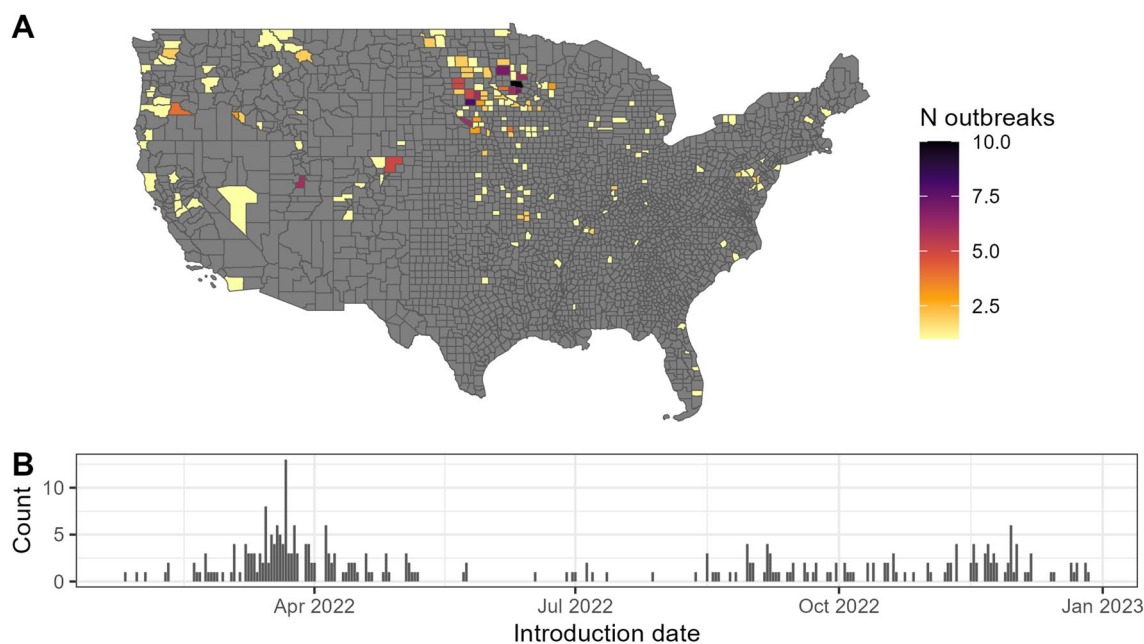 A
N outbreaks
10.0
7.5
5.0
2.5
B
Count
10
5
0
Apr 2022
Jul 2022
Oct 2022
Jan 2023
Introduction date